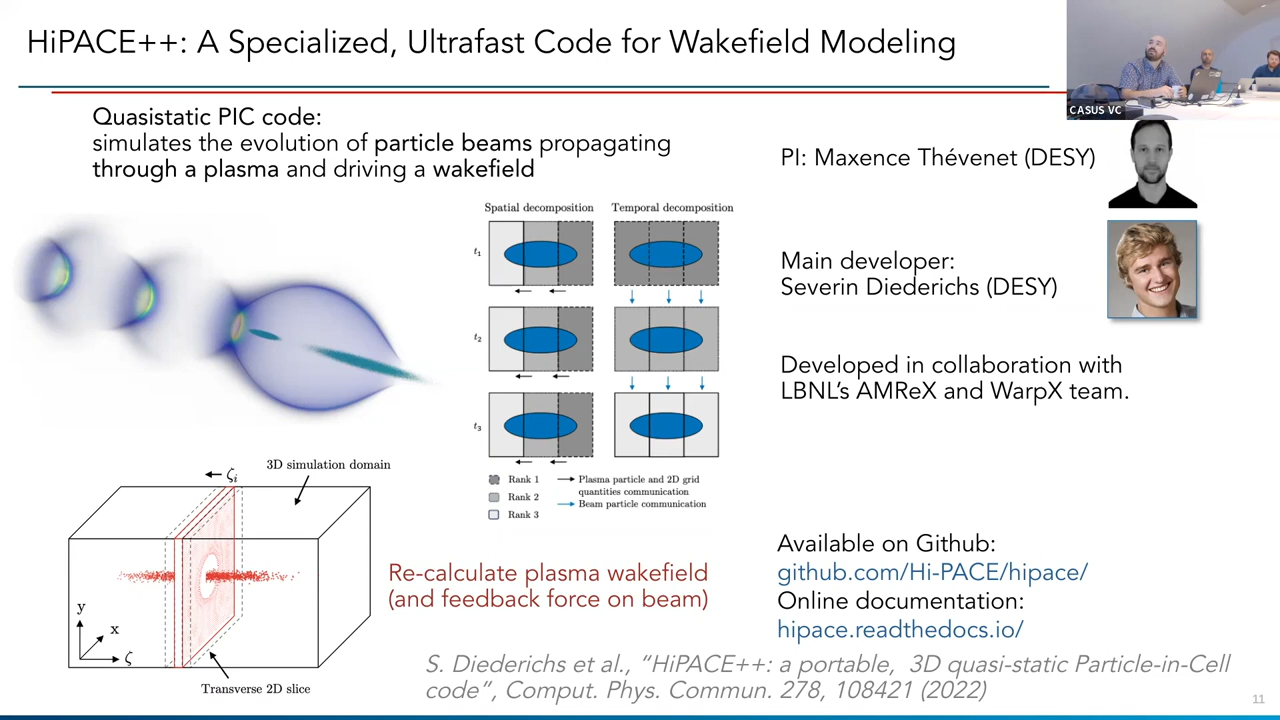 HiPACE++: A Specialized, Ultrafast Code for Wakefield Modeling
CASUS VC
Quasistatic PIC code:
simulates the evolution of particle beams propagating
through a plasma and driving a wakefield
PI: Maxence Thévenet (DESY)
Main developer:
Severin Diederichs (DESY)
Developed in collaboration with
LBNL's AMReX and WarpX team.
Spatial decomposition
Temporal decomposition
t1
t2
t3
Rank 1
Rank 2
Rank 3
Plasma particle and 2D grid
quantities communication
Beam particle communication
ζi
3D simulation domain
y
x
ζ
Transverse 2D slice
Re-calculate plasma wakefield
(and feedback force on beam)
Available on Github:
github.com/Hi-PACE/hipace/
Online documentation:
hipace.readthedocs.io/
S. Diederichs et al., “HiPACE++: a portable, 3D quasi-static Particle-in-Cell
code”, Comput. Phys. Commun. 278, 108421 (2022)
11